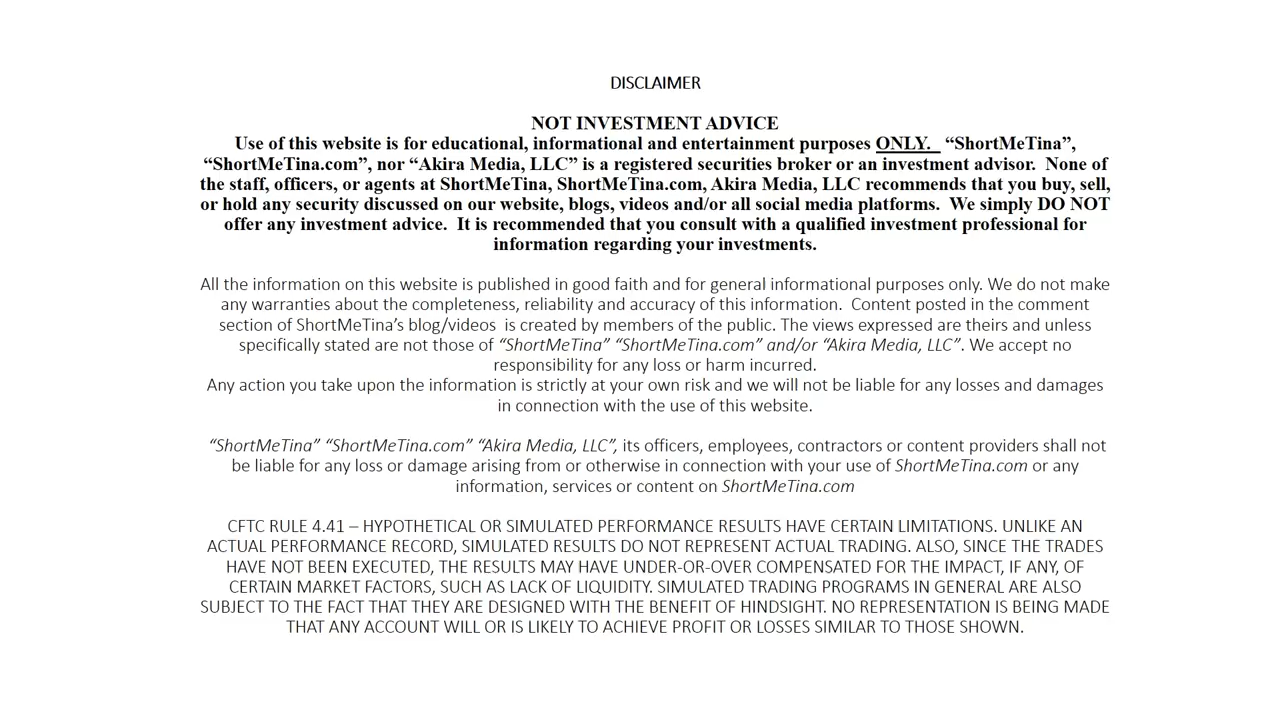 DISCLAIMER
NOT INVESTMENT ADVICE
Use of this website is for educational, informational and entertainment purposes ONLY.  “ShortMeTina”,
“ShortMeTina.com”, nor “Akira Media, LLC” is a registered securities broker or an investment advisor.  None of
the staff, officers, or agents at ShortMeTina, ShortMeTina.com, Akira Media, LLC recommends that you buy, sell,
or hold any security discussed on our website, blogs, videos and/or all social media platforms.  We simply DO NOT
offer any investment advice.  It is recommended that you consult with a qualified investment professional for
information regarding your investments.
All the information on this website is published in good faith and for general informational purposes only. We do not make
any warranties about the completeness, reliability and accuracy of this information.  Content posted in the comment
section of ShortMeTina’s blog/videos  is created by members of the public. The views expressed are theirs and unless
specifically stated are not those of “ShortMeTina” “ShortMeTina.com” and/or “Akira Media, LLC”. We accept no
responsibility for any loss or harm incurred.
Any action you take upon the information is strictly at your own risk and we will not be liable for any losses and damages
in connection with the use of this website.
“ShortMeTina” “ShortMeTina.com” “Akira Media, LLC”, its officers, employees, contractors or content providers shall not
be liable for any loss or damage arising from or otherwise in connection with your use of ShortMeTina.com or any
information, services or content on ShortMeTina.com
CFTC RULE 4.41 – HYPOTHETICAL OR SIMULATED PERFORMANCE RESULTS HAVE CERTAIN LIMITATIONS. UNLIKE AN
ACTUAL PERFORMANCE RECORD, SIMULATED RESULTS DO NOT REPRESENT ACTUAL TRADING. ALSO, SINCE THE TRADES
HAVE NOT BEEN EXECUTED, THE RESULTS MAY HAVE UNDER-OR-OVER COMPENSATED FOR THE IMPACT, IF ANY, OF
CERTAIN MARKET FACTORS, SUCH AS LACK OF LIQUIDITY. SIMULATED TRADING PROGRAMS IN GENERAL ARE ALSO
SUBJECT TO THE FACT THAT THEY ARE DESIGNED WITH THE BENEFIT OF HINDSIGHT. NO REPRESENTATION IS BEING MADE
THAT ANY ACCOUNT WILL OR IS LIKELY TO ACHIEVE PROFIT OR LOSSES SIMILAR TO THOSE SHOWN.